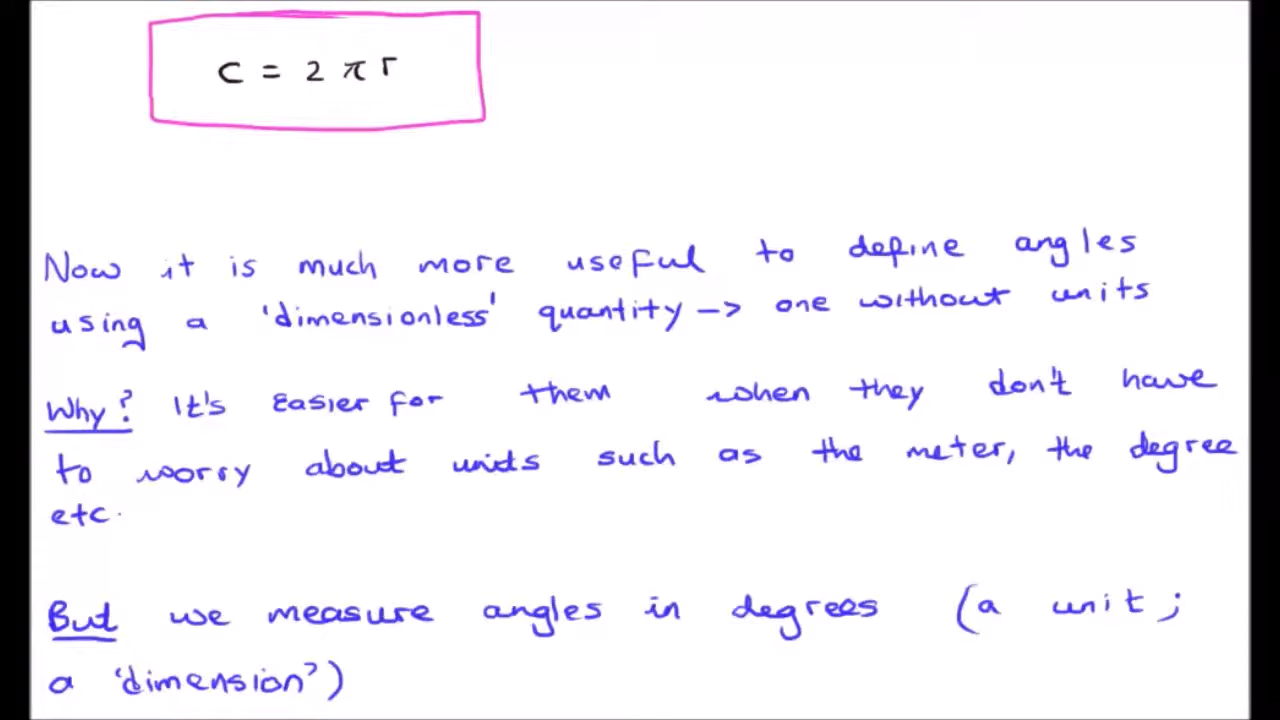 C = 2 π r
Now it is much more useful to define angles
using a 'dimensionless' quantity -> one without units
Why? It's easier for them when they don't have
to worry about units such as the meter, the degree
etc.
But we measure angles in degrees (a unit;
a 'dimension')